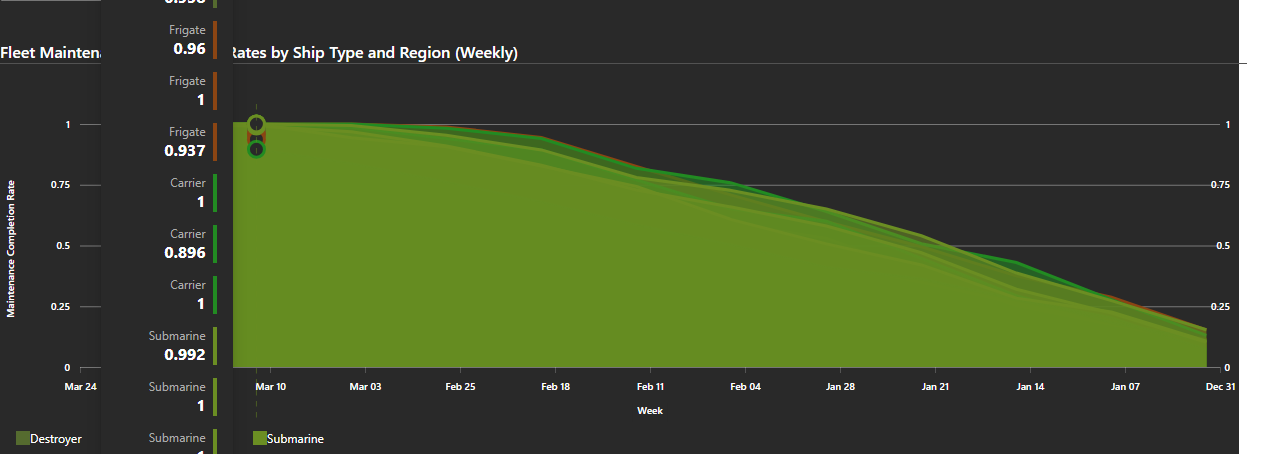 0.958
Frigate
0.96
Fleet Mainten
Rates by Ship Type and Region (Weekly)
Frigate
1
Frigate
0.937
Carrier
1
Carrier
0.896
Carrier
1
Submarine
0.992
Submarine
1
Submarine
Maintenance Completion Rate
1
0.75
0.5
0.25
0
1
0.75
0.5
0.25
0
Mar 24 Mar 10 Mar 03 Feb 25 Feb 18 Feb 11 Feb 04 Jan 28 Jan 21 Jan 14 Jan 07 Dec 31
Week
Destroyer Submarine